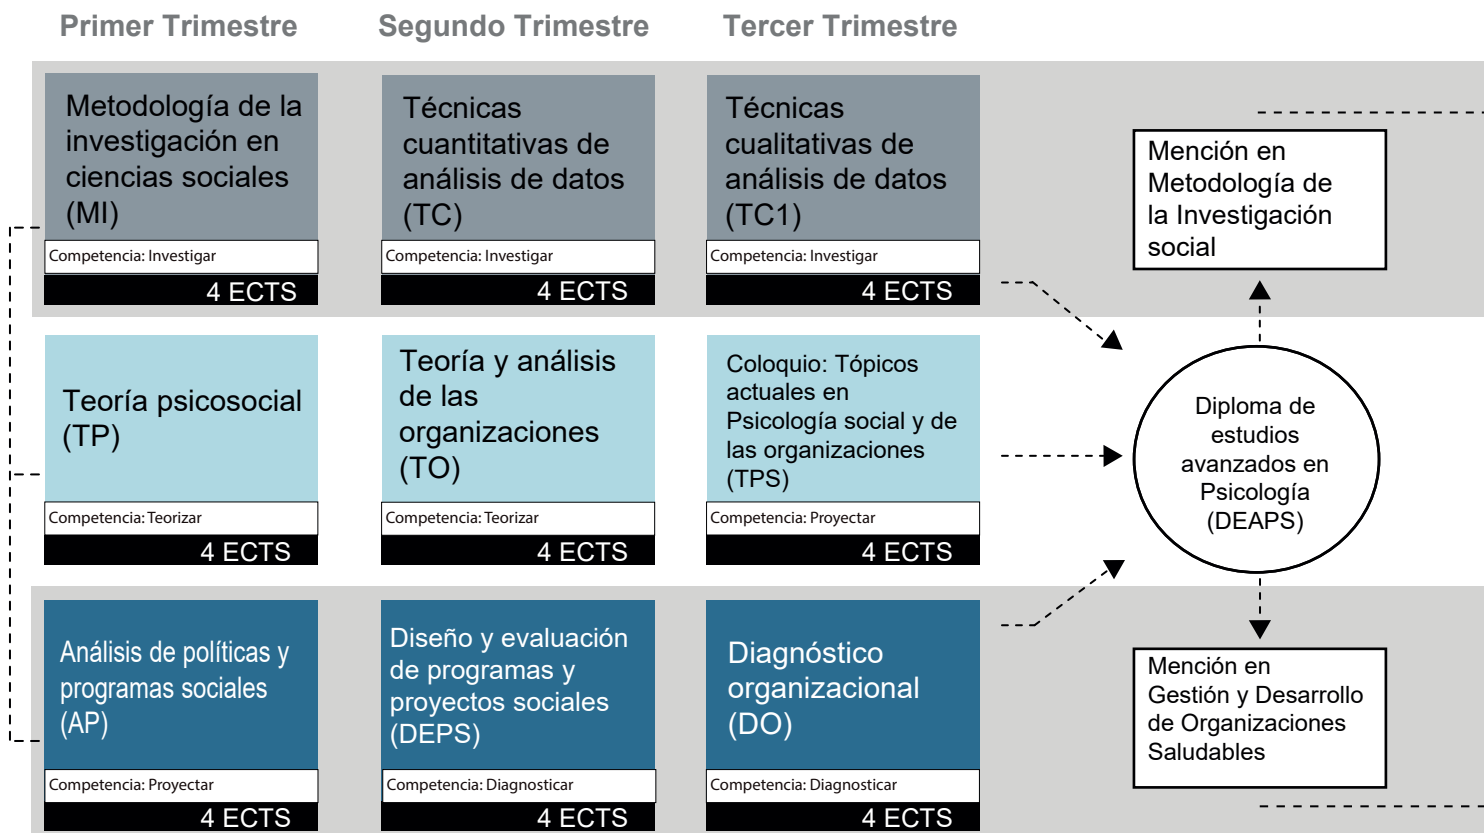 Primer Trimestre
Segundo Trimestre
Tercer Trimestre
Metodología de la
investigación en
ciencias sociales
(MI)
Competencia: Investigar
4 ECTS
Técnicas
cuantitativas de
análisis de datos
(TC)
Competencia: Investigar
4 ECTS
Técnicas
cualitativas de
análisis de datos
(TC1)
Competencia: Investigar
4 ECTS
Mención en
Metodología de
la Investigación
social
Teoría psicosocial
(TP)
Competencia: Teorizar
4 ECTS
Teoría y análisis
de las
organizaciones
(TO)
Competencia: Teorizar
4 ECTS
Coloquio: Tópicos
actuales en
Psicología social y de
las organizaciones
(TPS)
Competencia: Proyectar
4 ECTS
Diploma de
estudios
avanzados en
Psicología
(DEAPS)
Análisis de políticas y
programas sociales
(AP)
Competencia: Proyectar
4 ECTS
Diseño y evaluación
de programas y
proyectos sociales
(DEPS)
Competencia: Diagnosticar
4 ECTS
Diagnóstico
organizacional
(DO)
Competencia: Diagnosticar
4 ECTS
Mención en
Gestión y Desarrollo
de Organizaciones
Saludables